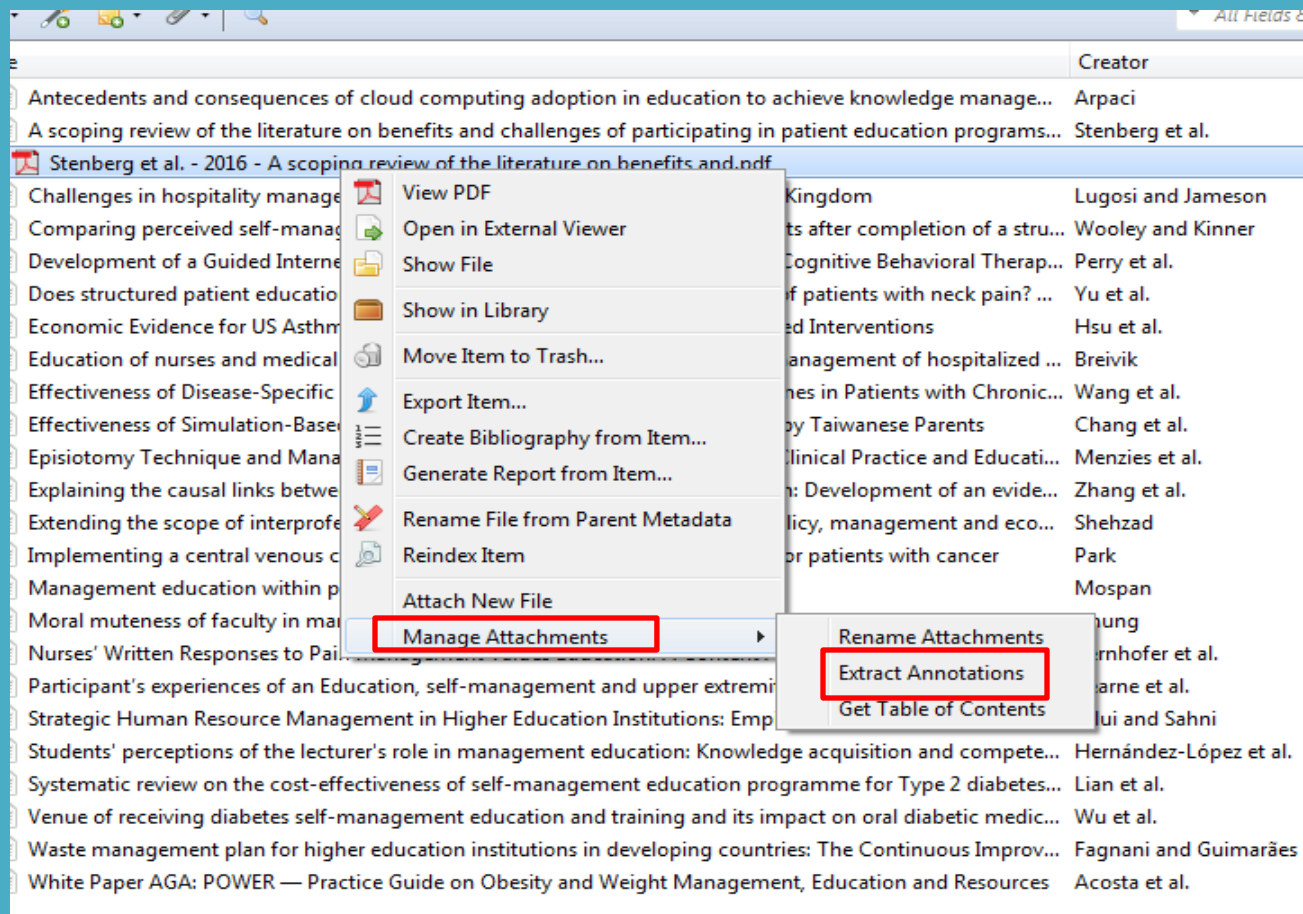 All Fields &
e Creator
Antecedents and consequences of cloud computing adoption in education to achieve knowledge manage... Arpaci
A scoping review of the literature on benefits and challenges of participating in patient education programs... Stenberg et al.
Stenberg et al. - 2016 - A scoping review of the literature on benefits and.pdf
Challenges in hospitality manage View PDF Kingdom Lugosi and Jameson
Comparing perceived self-manag Open in External Viewer ts after completion of a stru... Wooley and Kinner
Development of a Guided Interne Show File Cognitive Behavioral Therap... Perry et al.
Does structured patient educatio of patients with neck pain? ... Yu et al.
Show in Library
Economic Evidence for US Asthm ed Interventions Hsu et al.
Education of nurses and medical Move Item to Trash... anagement of hospitalized ... Breivik
Effectiveness of Disease-Specific Export Item... mes in Patients with Chronic... Wang et al.
Effectiveness of Simulation-Base Create Bibliography from Item... by Taiwanese Parents Chang et al.
Episiotomy Technique and Mana Generate Report from Item... Clinical Practice and Educati... Menzies et al.
Explaining the causal links betwe n: Development of an evide... Zhang et al.
Extending the scope of interprofe Rename File from Parent Metadata licy, management and eco... Shehzad
Implementing a central venous c Reindex Item or patients with cancer Park
Management education within p Attach New File Mospan
Moral muteness of faculty in ma Manage Attachments Rename Attachments hung
Nurses' Written Responses to Pain Management Extract Annotations ernhofer et al.
Participant's experiences of an Education, self-management and upper extremi earne et al.
Get Table of Contents
Strategic Human Resource Management in Higher Education Institutions: Emp lui and Sahni
Students' perceptions of the lecturer's role in management education: Knowledge acquisition and compete... Hernández-López et al.
Systematic review on the cost-effectiveness of self-management education programme for Type 2 diabetes... Lian et al.
Venue of receiving diabetes self-management education and training and its impact on oral diabetic medic... Wu et al.
Waste management plan for higher education institutions in developing countries: The Continuous Improv... Fagnani and Guimarães
White Paper AGA: POWER — Practice Guide on Obesity and Weight Management, Education and Resources Acosta et al.